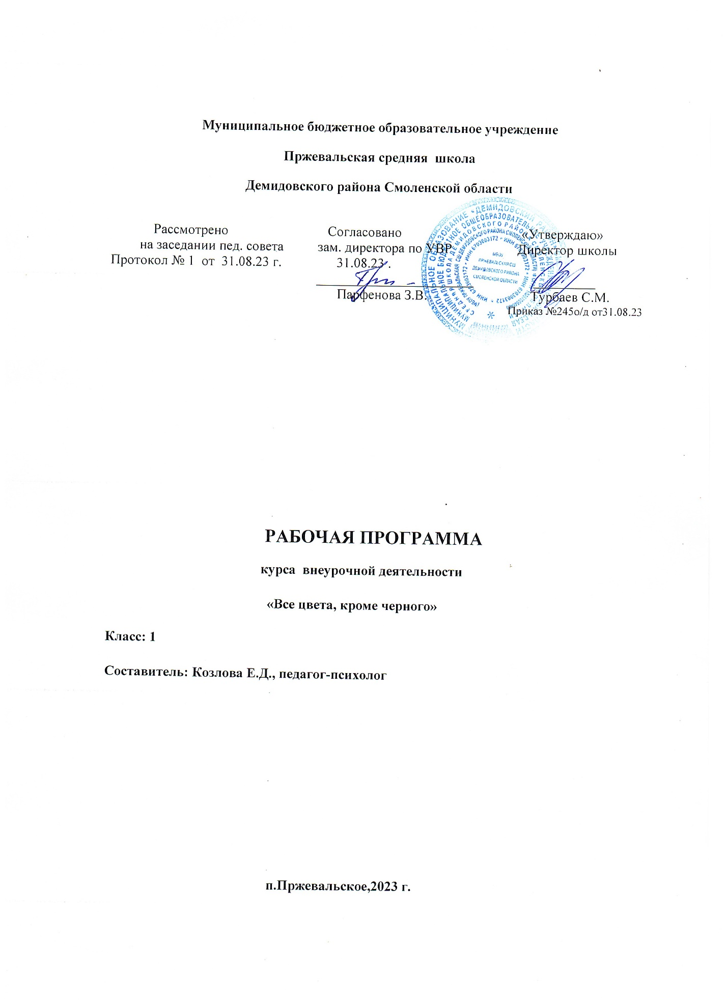 Муниципальное бюджетное образовательное учреждение
Пржевальская средняя школа
Демидовского района Смоленской области
Рассмотрено
на заседании пед. совета
Протокол № 1 от 31.08.23 г.
Согласовано
зам. директора по УВР
31.08.23 .
Парфенова З.В.
«Утверждаю»
Директор школы
Турбаев С.М.
Приказ №245о/д от31.08.23
МБОУ
ПРЖЕВАЛЬСКАЯ СШ
ДЕМИДОВСКОГО РАЙОНА
СМОЛЕНСКОЙ ОБЛАСТИ
РАБОЧАЯ ПРОГРАММА
курса внеурочной деятельности
«Все цвета, кроме черного»
Класс: 1
Составитель: Козлова Е.Д., педагог-психолог
п.Пржевальское,2023 г.